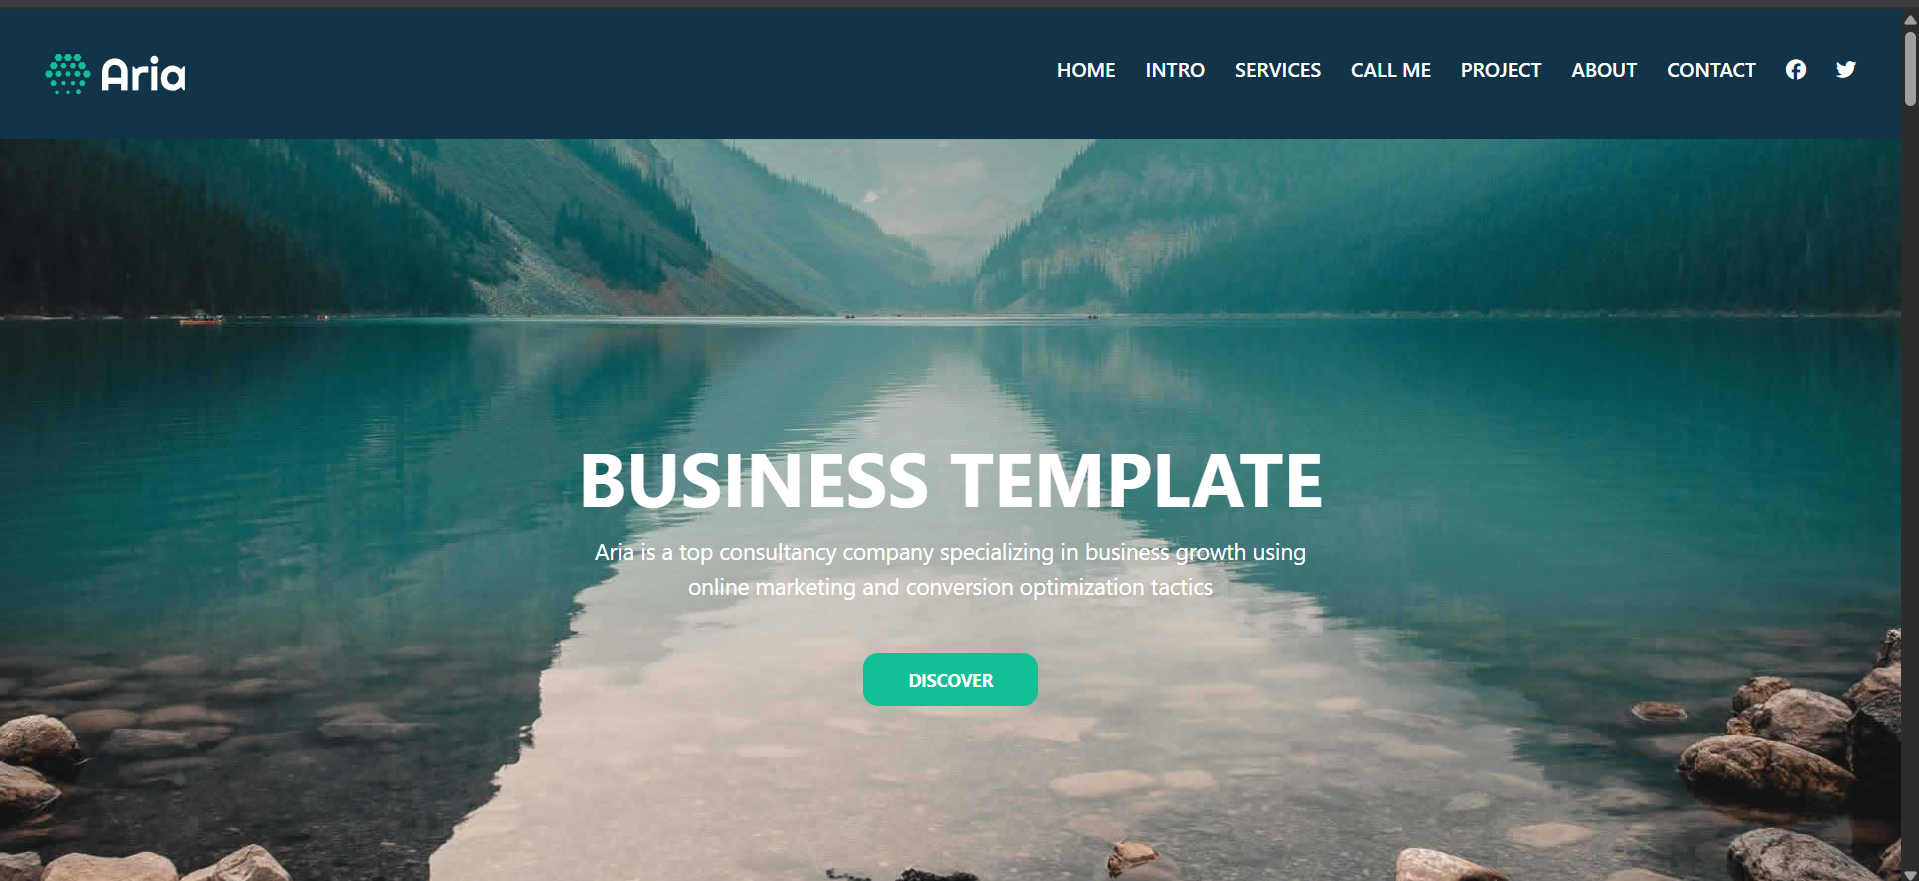 Aria
HOME INTRO SERVICES CALL ME PROJECT ABOUT CONTACT
BUSINESS TEMPLATE
Aria is a top consultancy company specializing in business growth using
online marketing and conversion optimization tactics
DISCOVER